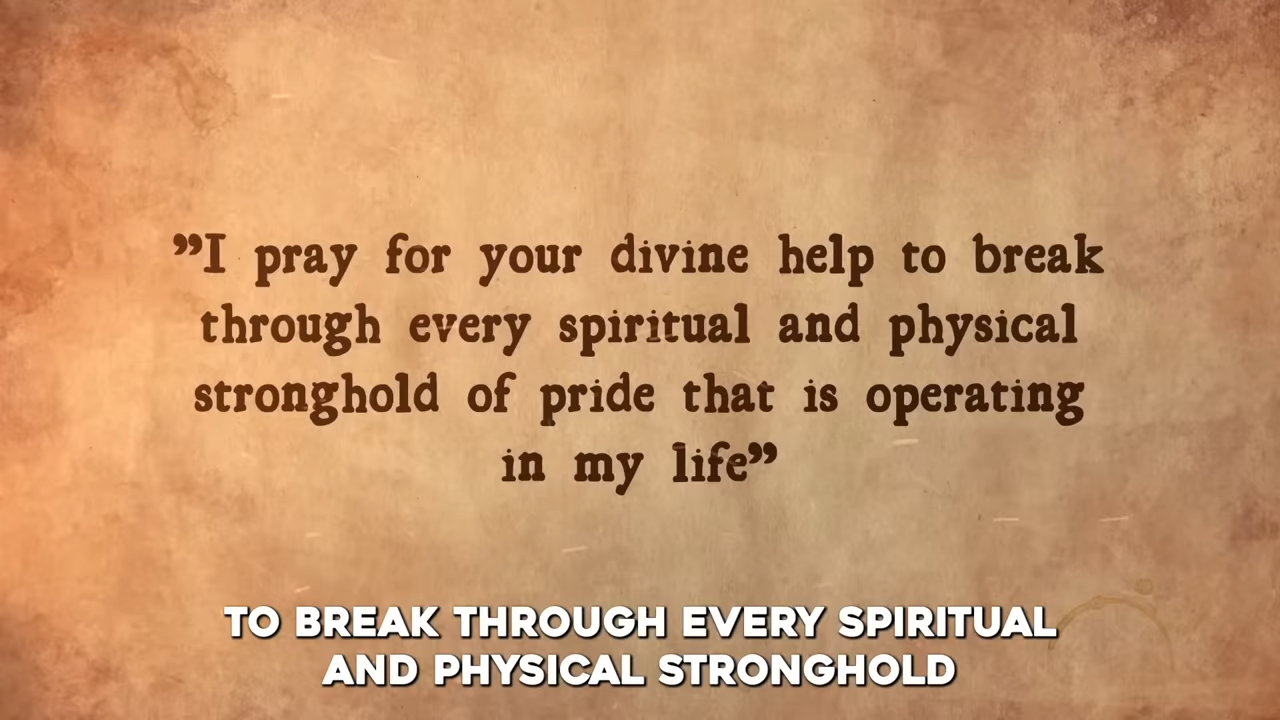 ”I pray for your divine help to break
through every spiritual and physical
stronghold of pride that is operating
in my life”
TO BREAK THROUGH EVERY SPIRITUAL
AND PHYSICAL STRONGHOLD